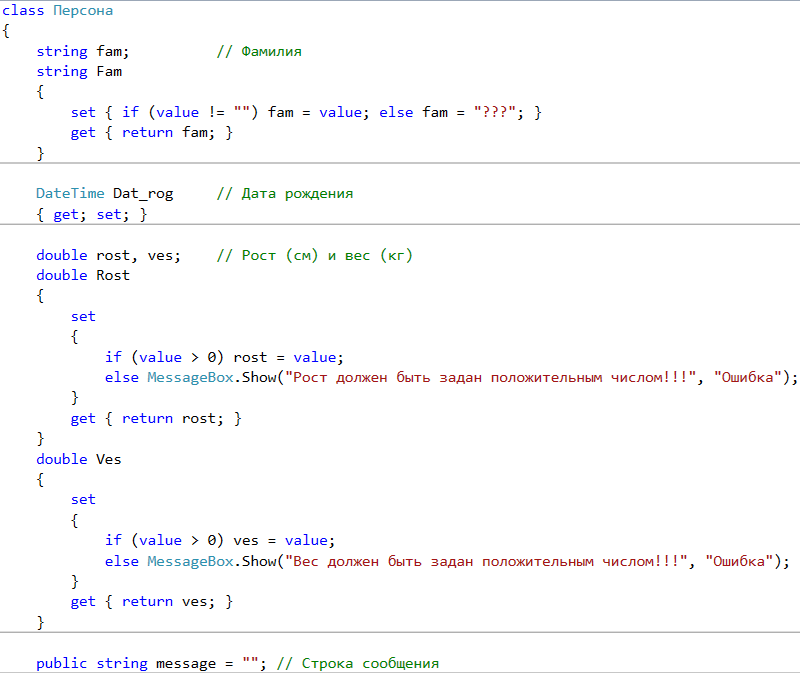 class Персона
{
    string fam;          // Фамилия
    string Fam
    {
        set { if (value != "") fam = value; else fam = "???"; }
        get { return fam; }
    }
    DateTime Dat_rog     // Дата рождения
    { get; set; }
    double rost, ves;    // Рост (см) и вес (кг)
    double Rost
    {
        set
        {
            if (value > 0) rost = value;
            else MessageBox.Show("Рост должен быть задан положительным числом!!!", "Ошибка");
        }
        get { return rost; }
    }
    double Ves
    {
        set
        {
            if (value > 0) ves = value;
            else MessageBox.Show("Вес должен быть задан положительным числом!!!", "Ошибка");
        }
        get { return ves; }
    }
    public string message = ""; // Строка сообщения